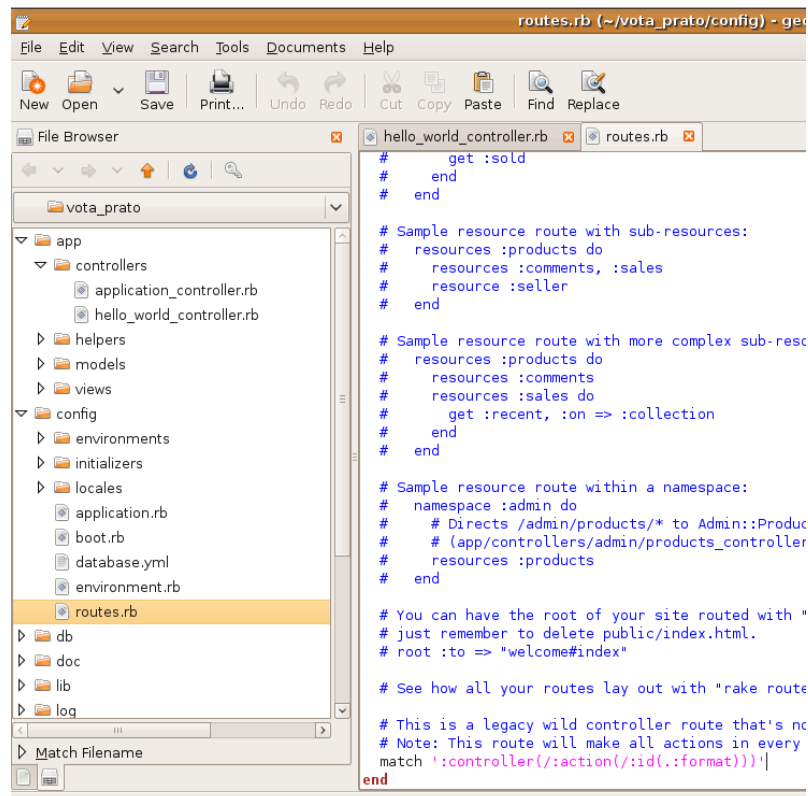 routes.rb (~/vota_prato/config) - ge
File Edit View Search Tools Documents Help
New Open Save Print... Undo Redo Cut Copy Paste Find Replace
File Browser
hello_world_controller.rb routes.rb
vota_prato
app
controllers
application_controller.rb
hello_world_controller.rb
helpers
models
views
config
environments
initializers
locales
application.rb
boot.rb
database.yml
environment.rb
routes.rb
db
doc
lib
log
Match Filename
#       get :sold
#     end
#   end
# Sample resource route with sub-resources:
#   resources :products do
#     resources :comments, :sales
#     resource :seller
#   end
# Sample resource route with more complex sub-reso
#   resources :products do
#     resources :comments
#     resources :sales do
#       get :recent, :on => :collection
#     end
#   end
# Sample resource route within a namespace:
#   namespace :admin do
#     # Directs /admin/products/* to Admin::Produc
#     # (app/controllers/admin/products_controller
#     resources :products
#   end
# You can have the root of your site routed with "
# just remember to delete public/index.html.
# root :to => "welcome#index"
# See how all your routes lay out with "rake route
# This is a legacy wild controller route that's no
# Note: This route will make all actions in every
match ':controller(/:action(/:id(.:format)))'
end